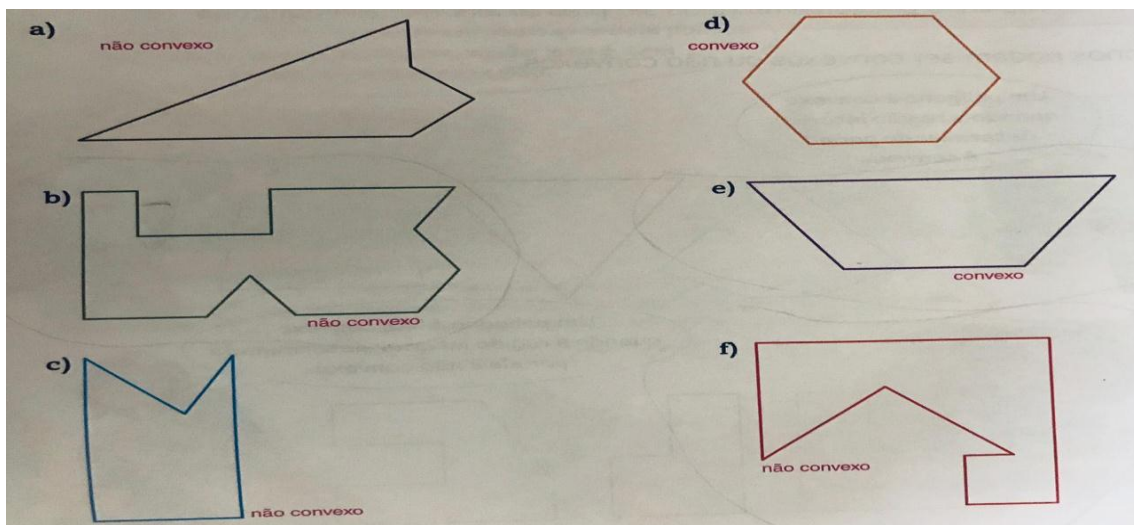 a)
não convexo
b)
não convexo
c)
não convexo
d)
convexo
e)
convexo
f)
não convexo